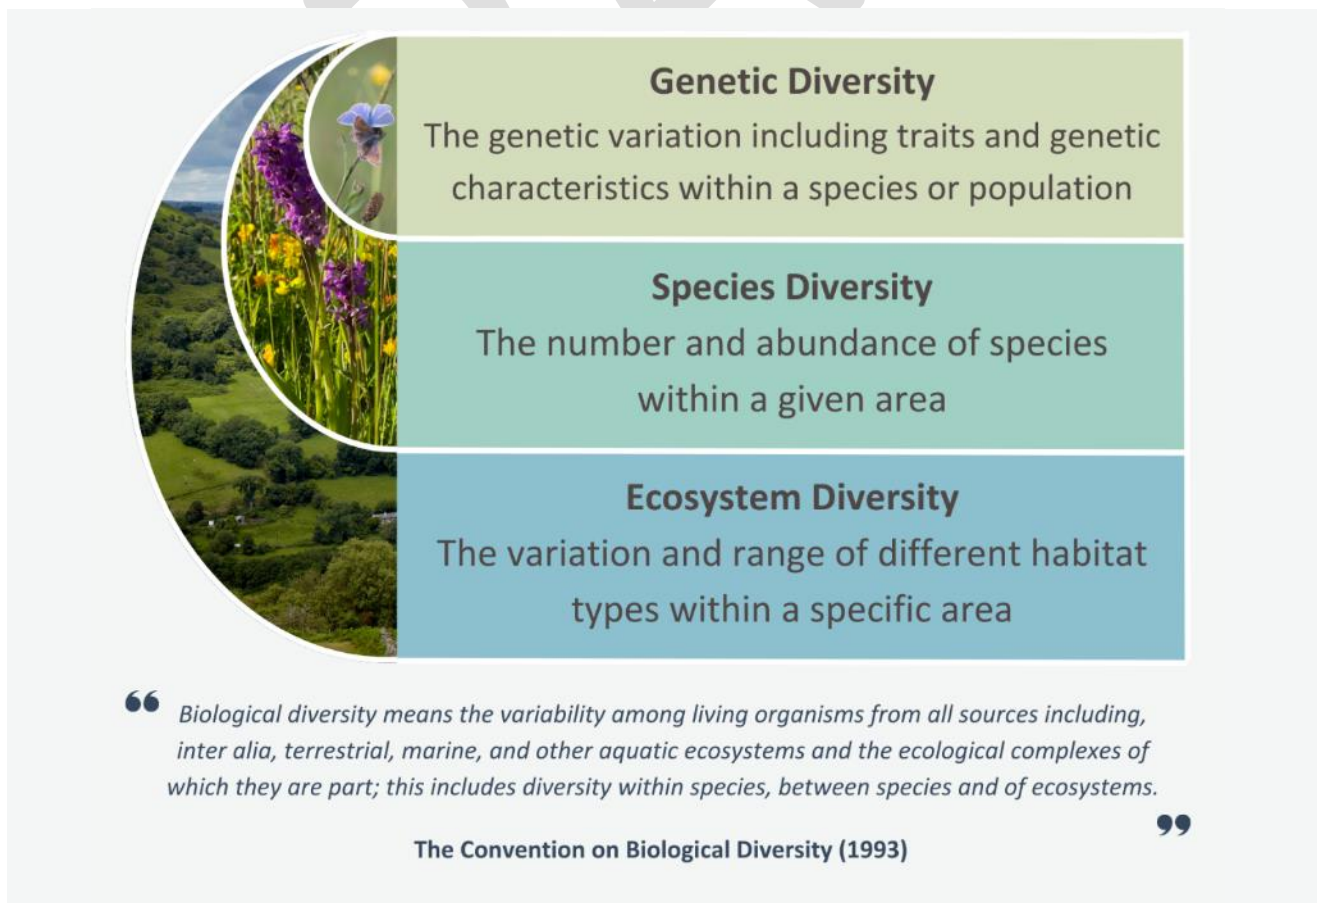 Genetic Diversity
The genetic variation including traits and genetic
characteristics within a species or population
Species Diversity
The number and abundance of species
within a given area
Ecosystem Diversity
The variation and range of different habitat
types within a specific area
“ Biological diversity means the variability among living organisms from all sources including,
inter alia, terrestrial, marine, and other aquatic ecosystems and the ecological complexes of
which they are part; this includes diversity within species, between species and of ecosystems.
”
The Convention on Biological Diversity (1993)